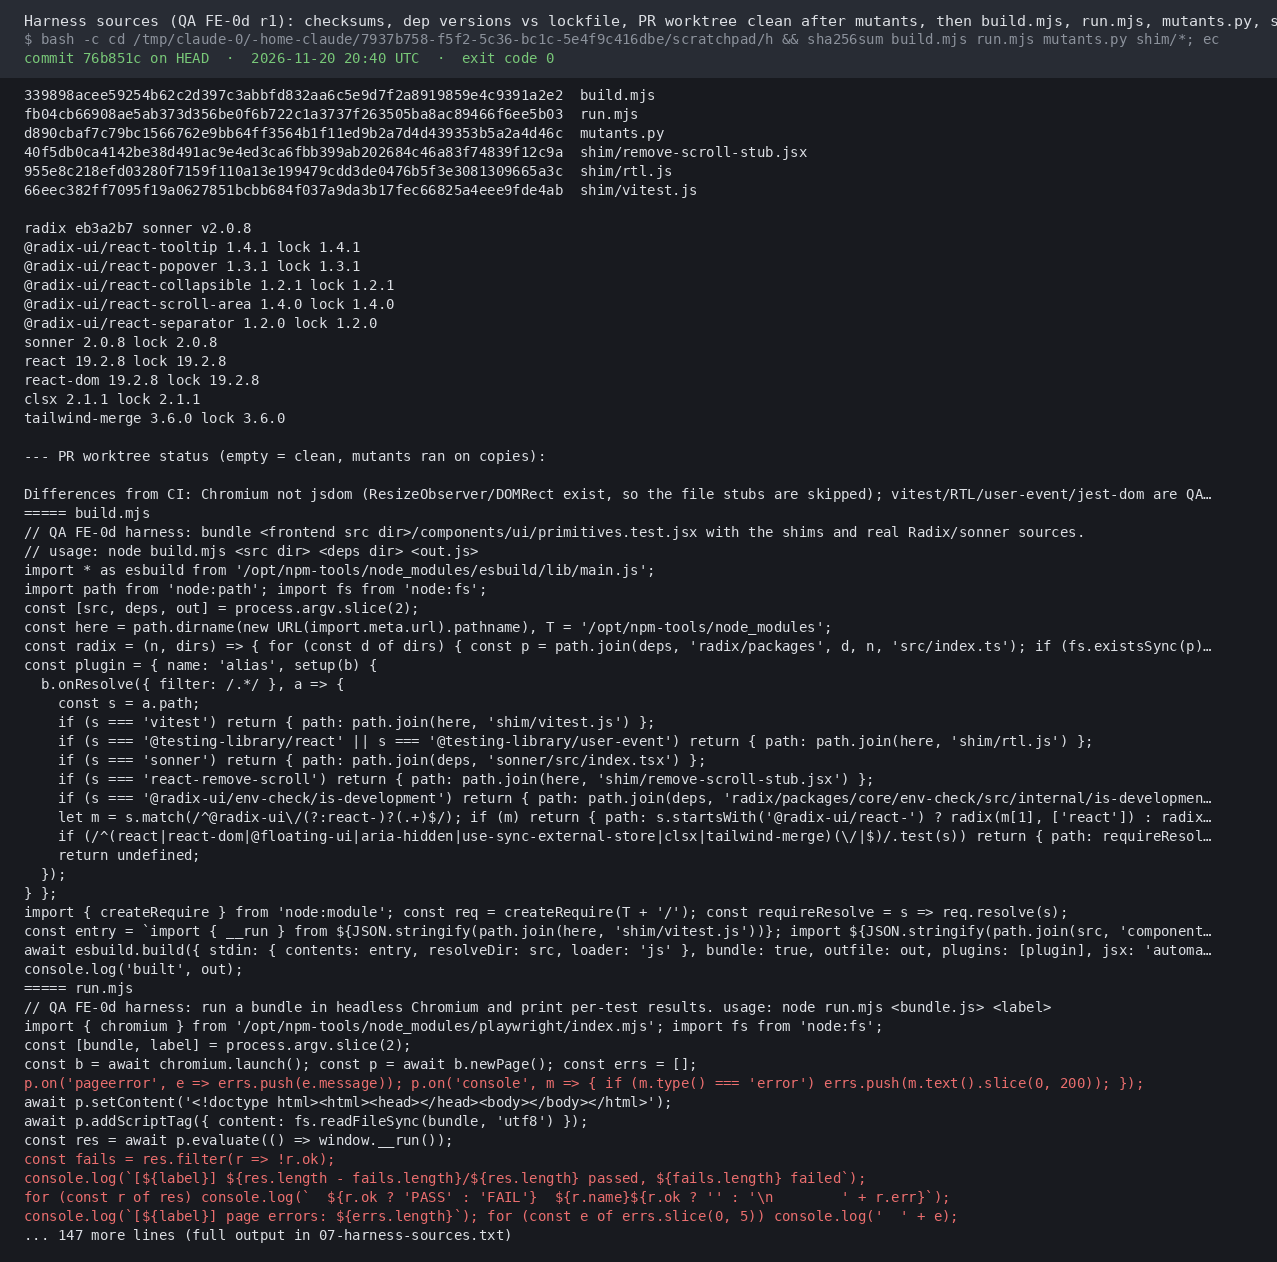 Harness sources (QA FE-0d r1): checksums, dep versions vs lockfile, PR worktree clean after mutants, then build.mjs, run.mjs, mutants.py, s
$ bash -c cd /tmp/claude-0/-home-claude/7937b758-f5f2-5c36-bc1c-5e4f9c416dbe/scratchpad/h && sha256sum build.mjs run.mjs mutants.py shim/*; ec
commit 76b851c on HEAD  ·  2026-11-20 20:40 UTC  ·  exit code 0
339898acee59254b62c2d397c3abbfd832aa6c5e9d7f2a8919859e4c9391a2e2  build.mjs
fb04cb66908ae5ab373d356be0f6b722c1a3737f263505ba8ac89466f6ee5b03  run.mjs
d890cbaf7c79bc1566762e9bb64ff3564b1f11ed9b2a7d4d439353b5a2a4d46c  mutants.py
40f5db0ca4142be38d491ac9e4ed3ca6fbb399ab202684c46a83f74839f12c9a  shim/remove-scroll-stub.jsx
955e8c218efd03280f7159f110a13e199479cdd3de0476b5f3e3081309665a3c  shim/rtl.js
66eec382ff7095f19a0627851bcbb684f037a9da3b17fec66825a4eee9fde4ab  shim/vitest.js
radix eb3a2b7 sonner v2.0.8
@radix-ui/react-tooltip 1.4.1 lock 1.4.1
@radix-ui/react-popover 1.3.1 lock 1.3.1
@radix-ui/react-collapsible 1.2.1 lock 1.2.1
@radix-ui/react-scroll-area 1.4.0 lock 1.4.0
@radix-ui/react-separator 1.2.0 lock 1.2.0
sonner 2.0.8 lock 2.0.8
react 19.2.8 lock 19.2.8
react-dom 19.2.8 lock 19.2.8
clsx 2.1.1 lock 2.1.1
tailwind-merge 3.6.0 lock 3.6.0
--- PR worktree status (empty = clean, mutants ran on copies):
Differences from CI: Chromium not jsdom (ResizeObserver/DOMRect exist, so the file stubs are skipped); vitest/RTL/user-event/jest-dom are QA…
===== build.mjs
// QA FE-0d harness: bundle <frontend src dir>/components/ui/primitives.test.jsx with the shims and real Radix/sonner sources.
// usage: node build.mjs <src dir> <deps dir> <out.js>
import * as esbuild from '/opt/npm-tools/node_modules/esbuild/lib/main.js';
import path from 'node:path'; import fs from 'node:fs';
const [src, deps, out] = process.argv.slice(2);
const here = path.dirname(new URL(import.meta.url).pathname), T = '/opt/npm-tools/node_modules';
const radix = (n, dirs) => { for (const d of dirs) { const p = path.join(deps, 'radix/packages', d, n, 'src/index.ts'); if (fs.existsSync(p)…
const plugin = { name: 'alias', setup(b) {
  b.onResolve({ filter: /.*/ }, a => {
    const s = a.path;
    if (s === 'vitest') return { path: path.join(here, 'shim/vitest.js') };
    if (s === '@testing-library/react' || s === '@testing-library/user-event') return { path: path.join(here, 'shim/rtl.js') };
    if (s === 'sonner') return { path: path.join(deps, 'sonner/src/index.tsx') };
    if (s === 'react-remove-scroll') return { path: path.join(here, 'shim/remove-scroll-stub.jsx') };
    if (s === '@radix-ui/env-check/is-development') return { path: path.join(deps, 'radix/packages/core/env-check/src/internal/is-developmen…
    let m = s.match(/^@radix-ui\/(?:react-)?(.+)$/); if (m) return { path: s.startsWith('@radix-ui/react-') ? radix(m[1], ['react']) : radix…
    if (/^(react|react-dom|@floating-ui|aria-hidden|use-sync-external-store|clsx|tailwind-merge)(\/|$)/.test(s)) return { path: requireResol…
    return undefined;
  });
} };
import { createRequire } from 'node:module'; const req = createRequire(T + '/'); const requireResolve = s => req.resolve(s);
const entry = `import { __run } from ${JSON.stringify(path.join(here, 'shim/vitest.js'))}; import ${JSON.stringify(path.join(src, 'component…
await esbuild.build({ stdin: { contents: entry, resolveDir: src, loader: 'js' }, bundle: true, outfile: out, plugins: [plugin], jsx: 'automa…
console.log('built', out);
===== run.mjs
// QA FE-0d harness: run a bundle in headless Chromium and print per-test results. usage: node run.mjs <bundle.js> <label>
import { chromium } from '/opt/npm-tools/node_modules/playwright/index.mjs'; import fs from 'node:fs';
const [bundle, label] = process.argv.slice(2);
const b = await chromium.launch(); const p = await b.newPage(); const errs = [];
p.on('pageerror', e => errs.push(e.message)); p.on('console', m => { if (m.type() === 'error') errs.push(m.text().slice(0, 200)); });
await p.setContent('<!doctype html><html><head></head><body></body></html>');
await p.addScriptTag({ content: fs.readFileSync(bundle, 'utf8') });
const res = await p.evaluate(() => window.__run());
const fails = res.filter(r => !r.ok);
console.log(`[${label}] ${res.length - fails.length}/${res.length} passed, ${fails.length} failed`);
for (const r of res) console.log(`  ${r.ok ? 'PASS' : 'FAIL'}  ${r.name}${r.ok ? '' : '\n        ' + r.err}`);
console.log(`[${label}] page errors: ${errs.length}`); for (const e of errs.slice(0, 5)) console.log('  ' + e);
... 147 more lines (full output in 07-harness-sources.txt)